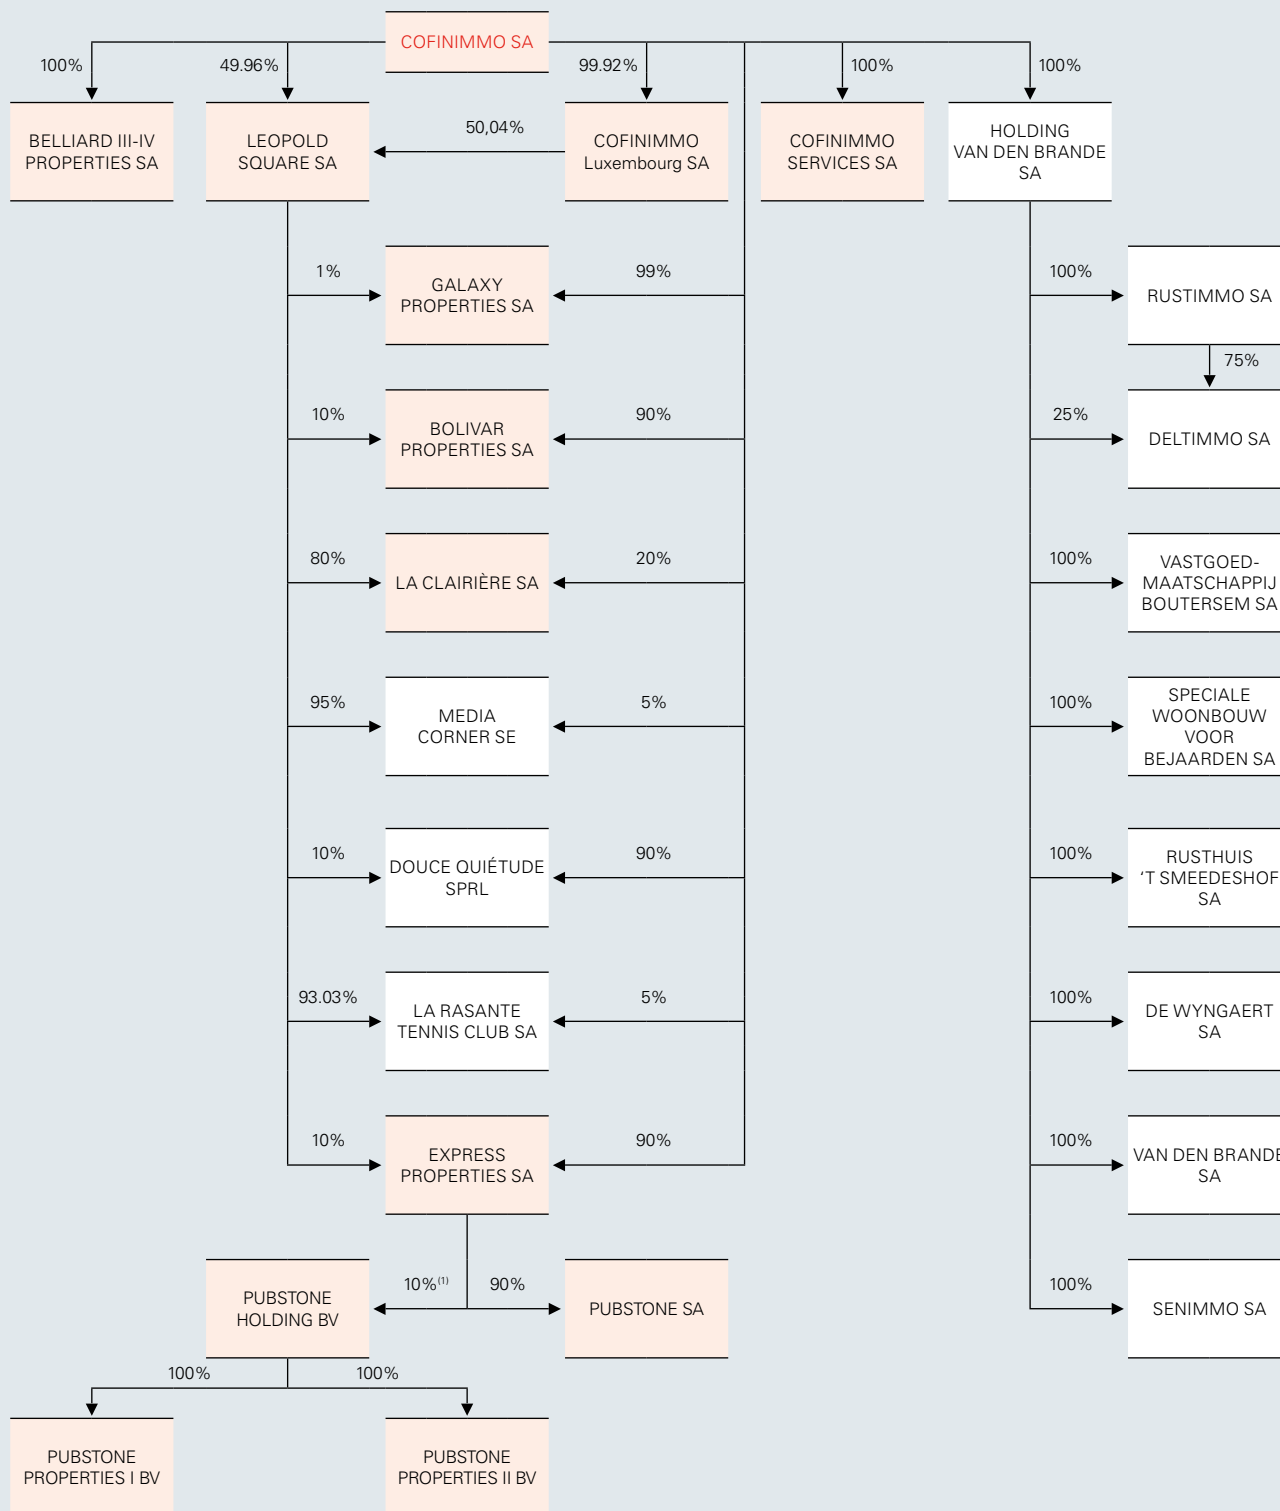 COFINIMMO SA
100%
49.96%
99.92%
100%
100%
BELLIARD III-IV
PROPERTIES SA
LEOPOLD
SQUARE SA
50,04%
COFINIMMO
Luxembourg SA
COFINIMMO
SERVICES SA
HOLDING
VAN DEN BRANDE
SA
1%
GALAXY
PROPERTIES SA
99%
100%
RUSTIMMO SA
75%
10%
BOLIVAR
PROPERTIES SA
90%
25%
DELTIMMO SA
80%
LA CLAIRIÈRE SA
20%
100%
VASTGOED-
MAATSCHAPPIJ
BOUTERSEM SA
95%
MEDIA
CORNER SE
5%
100%
SPECIALE
WOONBOUW
VOOR
BEJAARDEN SA
10%
DOUCE QUIÉTUDE
SPRL
90%
100%
RUSTHUIS
‘T SMEEDESHOF
SA
93.03%
LA RASANTE
TENNIS CLUB SA
5%
100%
DE WYNGAERT
SA
10%
EXPRESS
PROPERTIES SA
90%
100%
VAN DEN BRANDE
SA
PUBSTONE
HOLDING BV
10%(1)
90%
PUBSTONE SA
100%
SENIMMO SA
100%
100%
PUBSTONE
PROPERTIES I BV
PUBSTONE
PROPERTIES II BV